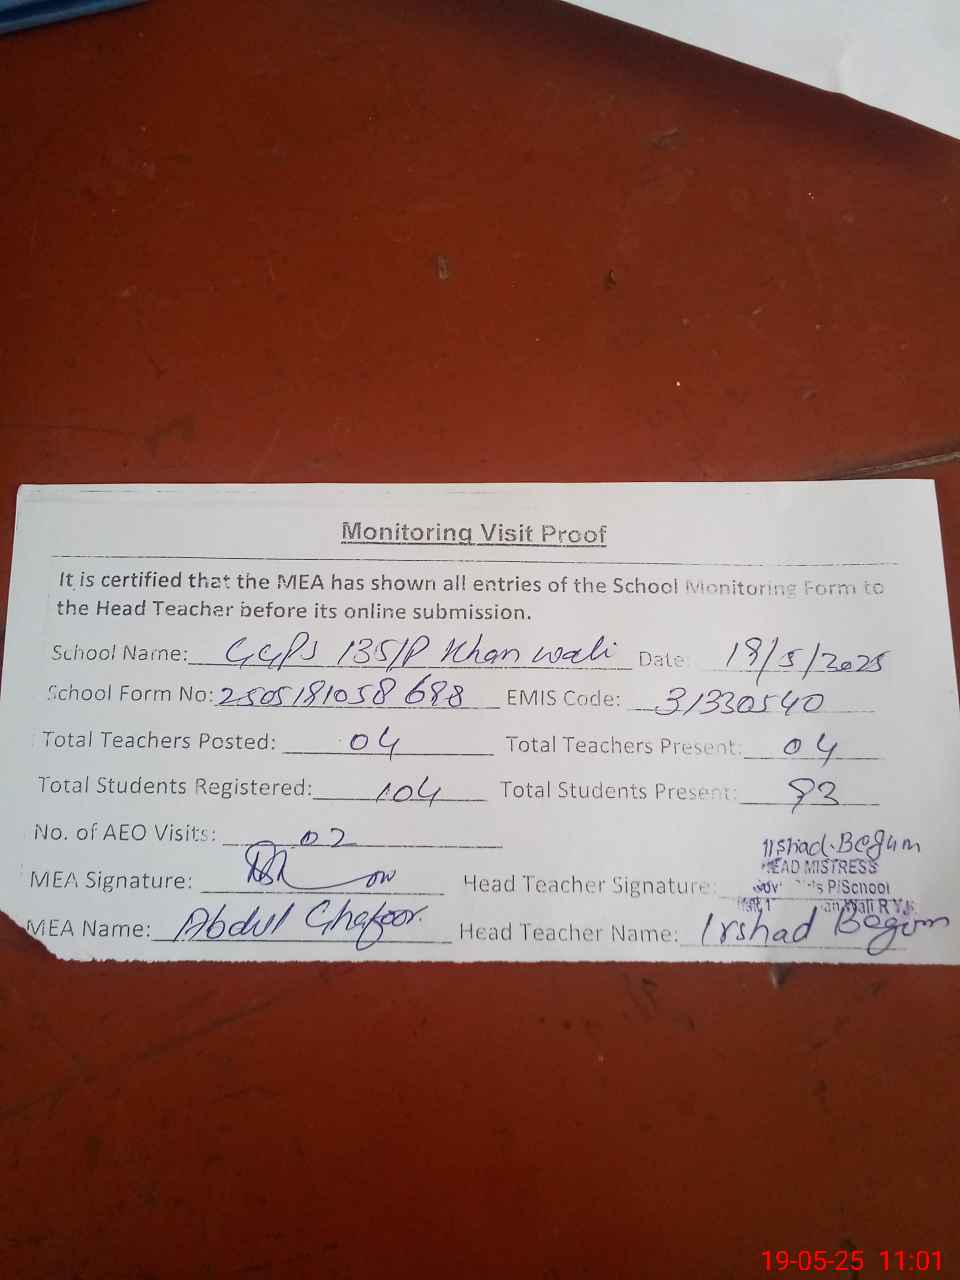 Monitoring Visit Proof
It is certified that the MEA has shown all entries of the School Monitoring Form to
the Head Teacher before its online submission.
School Name: GGPS 135/P Khan wali Date: 19/5/2025
School Form No: 2505191058698 EMIS Code: 31330540
Total Teachers Posted: 04 Total Teachers Present: 04
Total Students Registered: 104 Total Students Present: 93
No. of AEO Visits: 02
Irshad Begum
HEAD MISTRESS
MEA Signature: Head Teacher Signature:
P/School
Wali R.Y.K
MEA Name: Abdul Ghafoor. Head Teacher Name: Irshad Begum
19-05-25 11:01